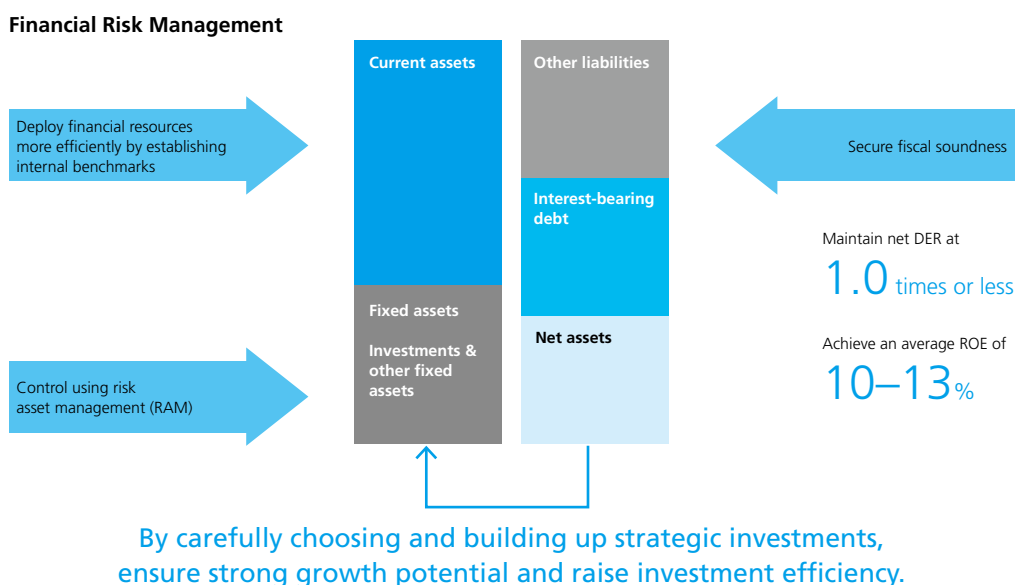 Financial Risk Management
Current assets
Other liabilities
Deploy financial resources
more efficiently by establishing
internal benchmarks
Secure fiscal soundness
Interest-bearing
debt
Maintain net DER at
1.0 times or less
Fixed assets
Investments &
other fixed
assets
Net assets
Achieve an average ROE of
10–13%
Control using risk
asset management (RAM)
By carefully choosing and building up strategic investments,
ensure strong growth potential and raise investment efficiency.